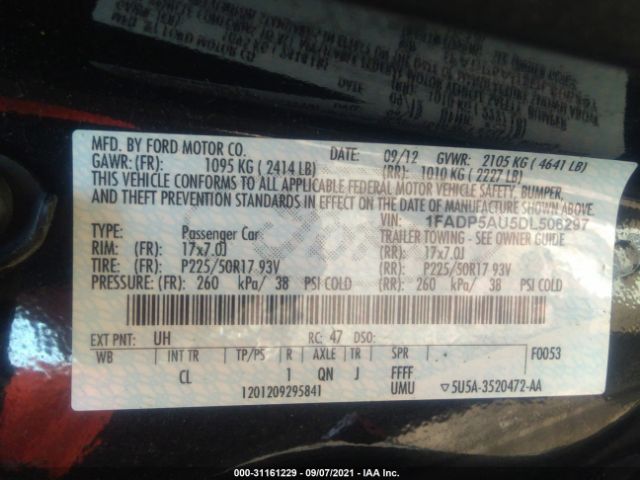 MFD. BY FORD MOTOR CO. DATE: 09/12 GVWR: 2105 KG ( 4641 LB)
GAWR: (FR): 1095 KG ( 2414 LB) (RR): 1010 KG ( 2227 LB)
THIS VEHICLE CONFORMS TO ALL APPLICABLE FEDERAL MOTOR VEHICLE SAFETY, BUMPER,
AND THEFT PREVENTION STANDARDS IN EFFECT ON THE DATE OF MANUFACTURE SHOWN ABOVE.
VIN: 1FADP5AU5DL506297
TYPE: Passenger Car TRAILER TOWING - SEE OWNER GUIDE
RIM: (FR): 17x7.0J (RR): 17x7.0J
TIRE: (FR): P225/50R17 93V (RR): P225/50R17 93V
PRESSURE: (FR): 260 kPa/ 38 PSI COLD (RR): 260 kPa/ 38 PSI COLD
EXT PNT: UH RC: 47 DSO: F0053
WB INT TR TP/PS R AXLE TR SPR
CL 1 QN J FFFF
1201209295841 UMU ▽5U5A-3520472-AA
000-31161229 - 09/07/2021 - IAA Inc.